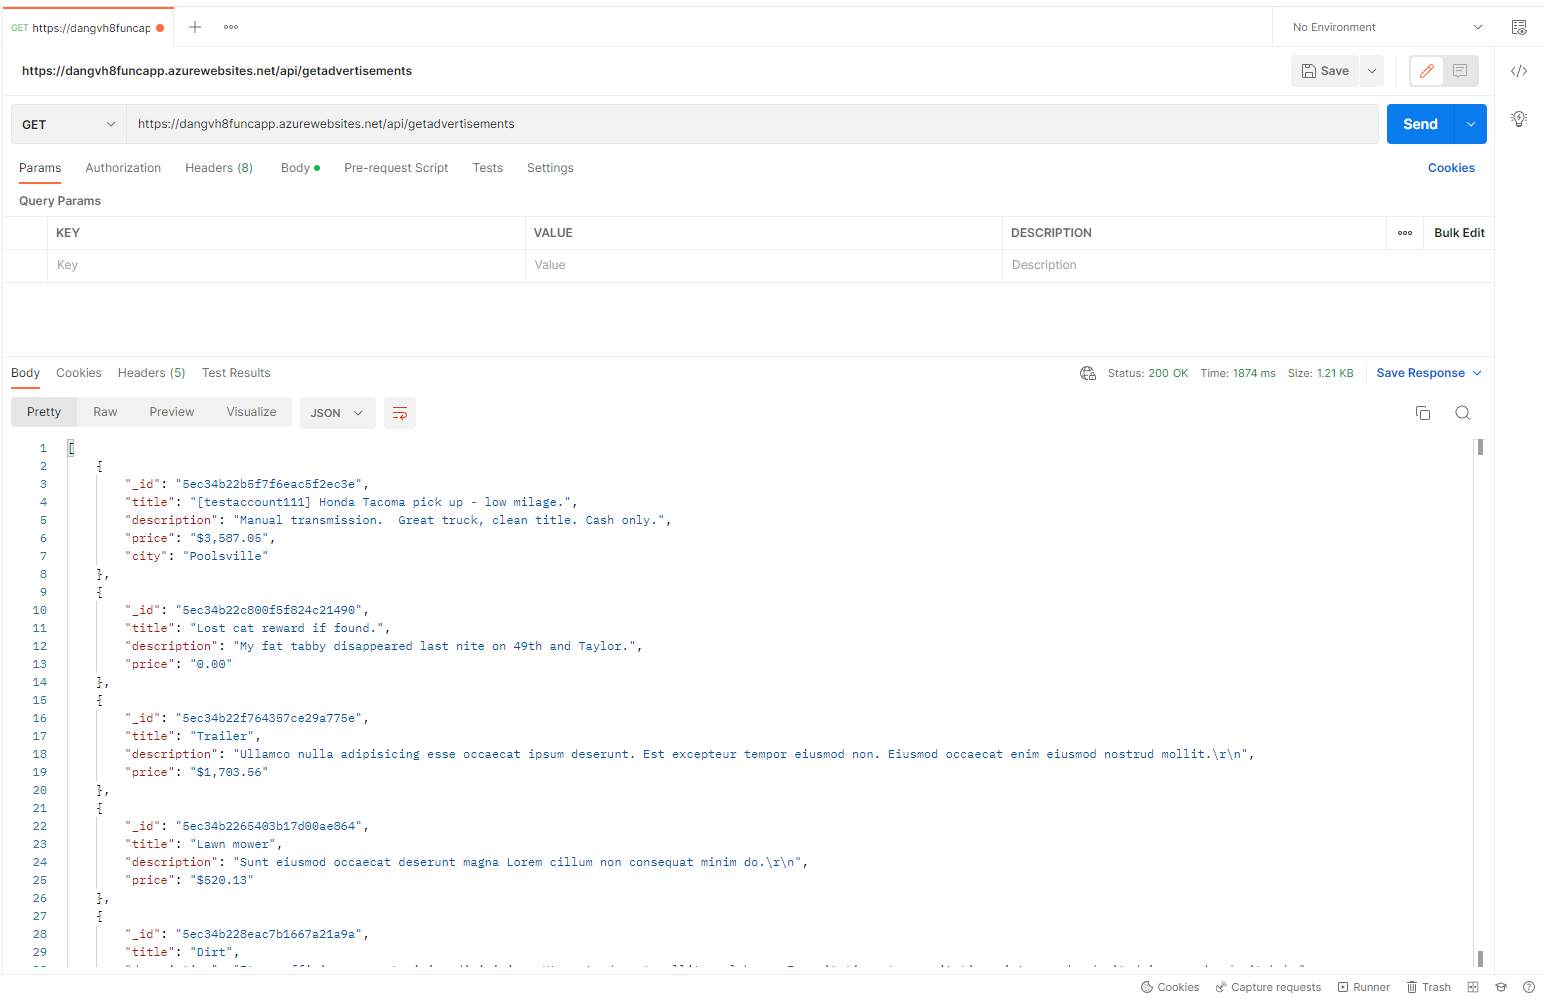 GET https://dangvh8funcap
No Environment
https://dangvh8funcapp.azurewebsites.net/api/getadvertisements
Save
GET
https://dangvh8funcapp.azurewebsites.net/api/getadvertisements
Send
Params Authorization Headers (8) Body Pre-request Script Tests Settings Cookies
Query Params
KEY VALUE DESCRIPTION Bulk Edit
Key Value Description
Body Cookies Headers (5) Test Results Status: 200 OK Time: 1874 ms Size: 1.21 KB Save Response
Pretty Raw Preview Visualize JSON
1 [
2 {
3 "_id": "5ec34b22b5f7f6eac5f2ec3e",
4 "title": "[testaccount111] Honda Tacoma pick up - low milage.",
5 "description": "Manual transmission.  Great truck, clean title. Cash only.",
6 "price": "$3,587.05",
7 "city": "Poolsville"
8 },
9 {
10 "_id": "5ec34b22c800f5f824c21490",
11 "title": "Lost cat reward if found.",
12 "description": "My fat tabby disappeared last nite on 49th and Taylor.",
13 "price": "0.00"
14 },
15 {
16 "_id": "5ec34b22f764357ce29a775e",
17 "title": "Trailer",
18 "description": "Ullamco nulla adipisicing esse occaecat ipsum deserunt. Est excepteur tempor eiusmod non. Eiusmod occaecat enim eiusmod nostrud mollit.\r\n",
19 "price": "$1,703.56"
20 },
21 {
22 "_id": "5ec34b2265403b17d00ae864",
23 "title": "Lawn mower",
24 "description": "Sunt eiusmod occaecat deserunt magna Lorem cillum non consequat minim do.\r\n",
25 "price": "$520.13"
26 },
27 {
28 "_id": "5ec34b228eac7b1667a21a9a",
29 "title": "Dirt",
Cookies Capture requests Runner Trash